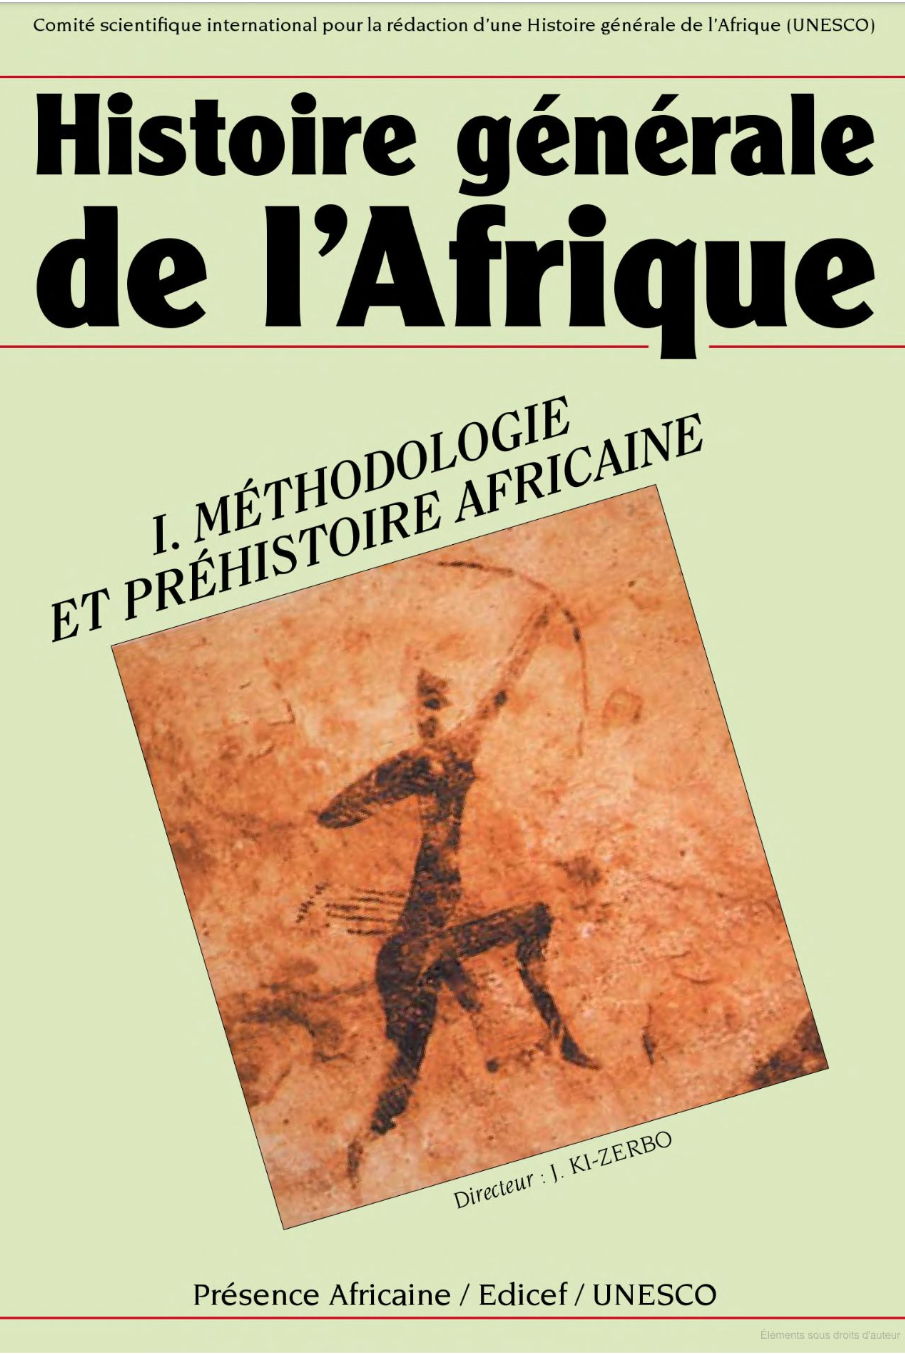 Comité scientifique international pour la rédaction d'une Histoire générale de l'Afrique (UNESCO)
Histoire générale
de l'Afrique
I. MÉTHODOLOGIE
ET PRÉHISTOIRE AFRICAINE
Directeur : J. KI-ZERBO
Présence Africaine / Edicef / UNESCO
Éléments sous droits d'auteur